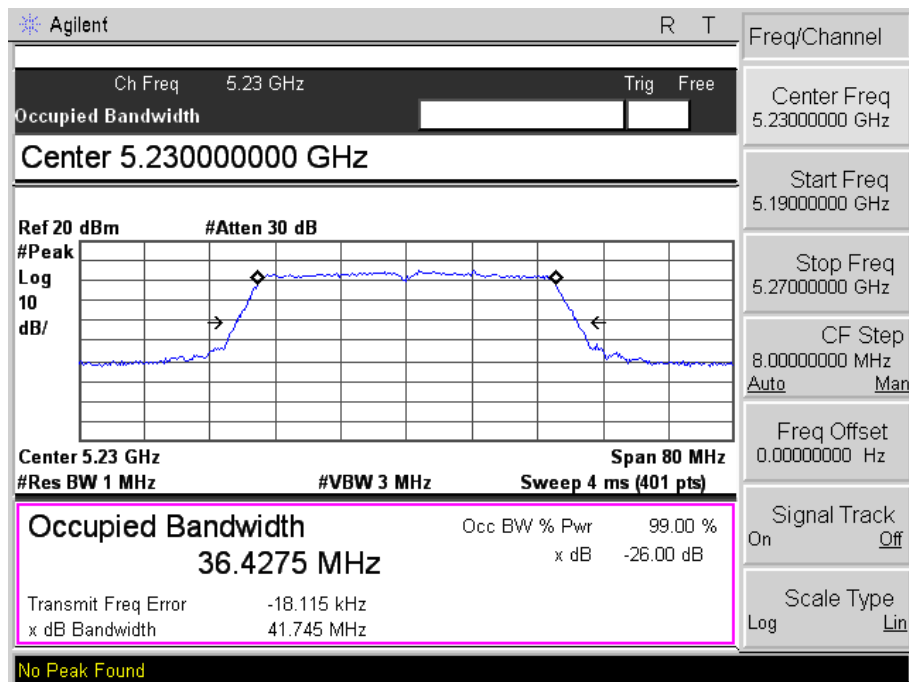 Agilent R T
Ch Freq 5.23 GHz Trig Free
Occupied Bandwidth
Center 5.230000000 GHz
Ref 20 dBm #Atten 30 dB
#Peak
Log
10
dB/
Center 5.23 GHz Span 80 MHz
#Res BW 1 MHz #VBW 3 MHz Sweep 4 ms (401 pts)
Occupied Bandwidth Occ BW % Pwr 99.00 %
36.4275 MHz x dB -26.00 dB
Transmit Freq Error -18.115 kHz
x dB Bandwidth 41.745 MHz
No Peak Found
Freq/Channel
Center Freq
5.23000000 GHz
Start Freq
5.19000000 GHz
Stop Freq
5.27000000 GHz
CF Step
8.00000000 MHz
Auto Man
Freq Offset
0.00000000 Hz
Signal Track
On Off
Scale Type
Log Lin